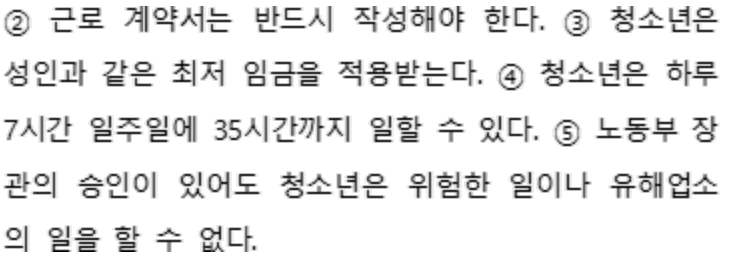 ② 근로 계약서는 반드시 작성해야 한다. ③ 청소년은
성인과 같은 최저 임금을 적용받는다. ④ 청소년은 하루
7시간 일주일에 35시간까지 일할 수 있다. ⑤ 노동부 장
관의 승인이 있어도 청소년은 위험한 일이나 유해업소
의 일을 할 수 없다.